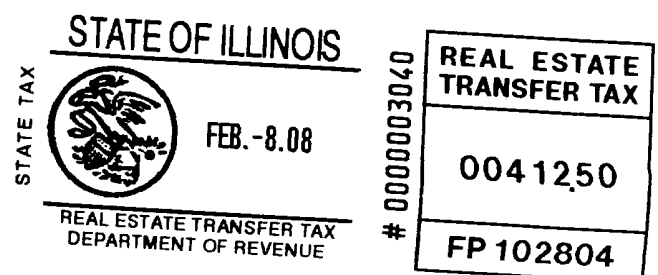 STATE OF ILLINOIS
STATE TAX
FEB.-8.08
REAL ESTATE TRANSFER TAX
DEPARTMENT OF REVENUE
# 0000003040
REAL ESTATE
TRANSFER TAX
0041250
FP 102804